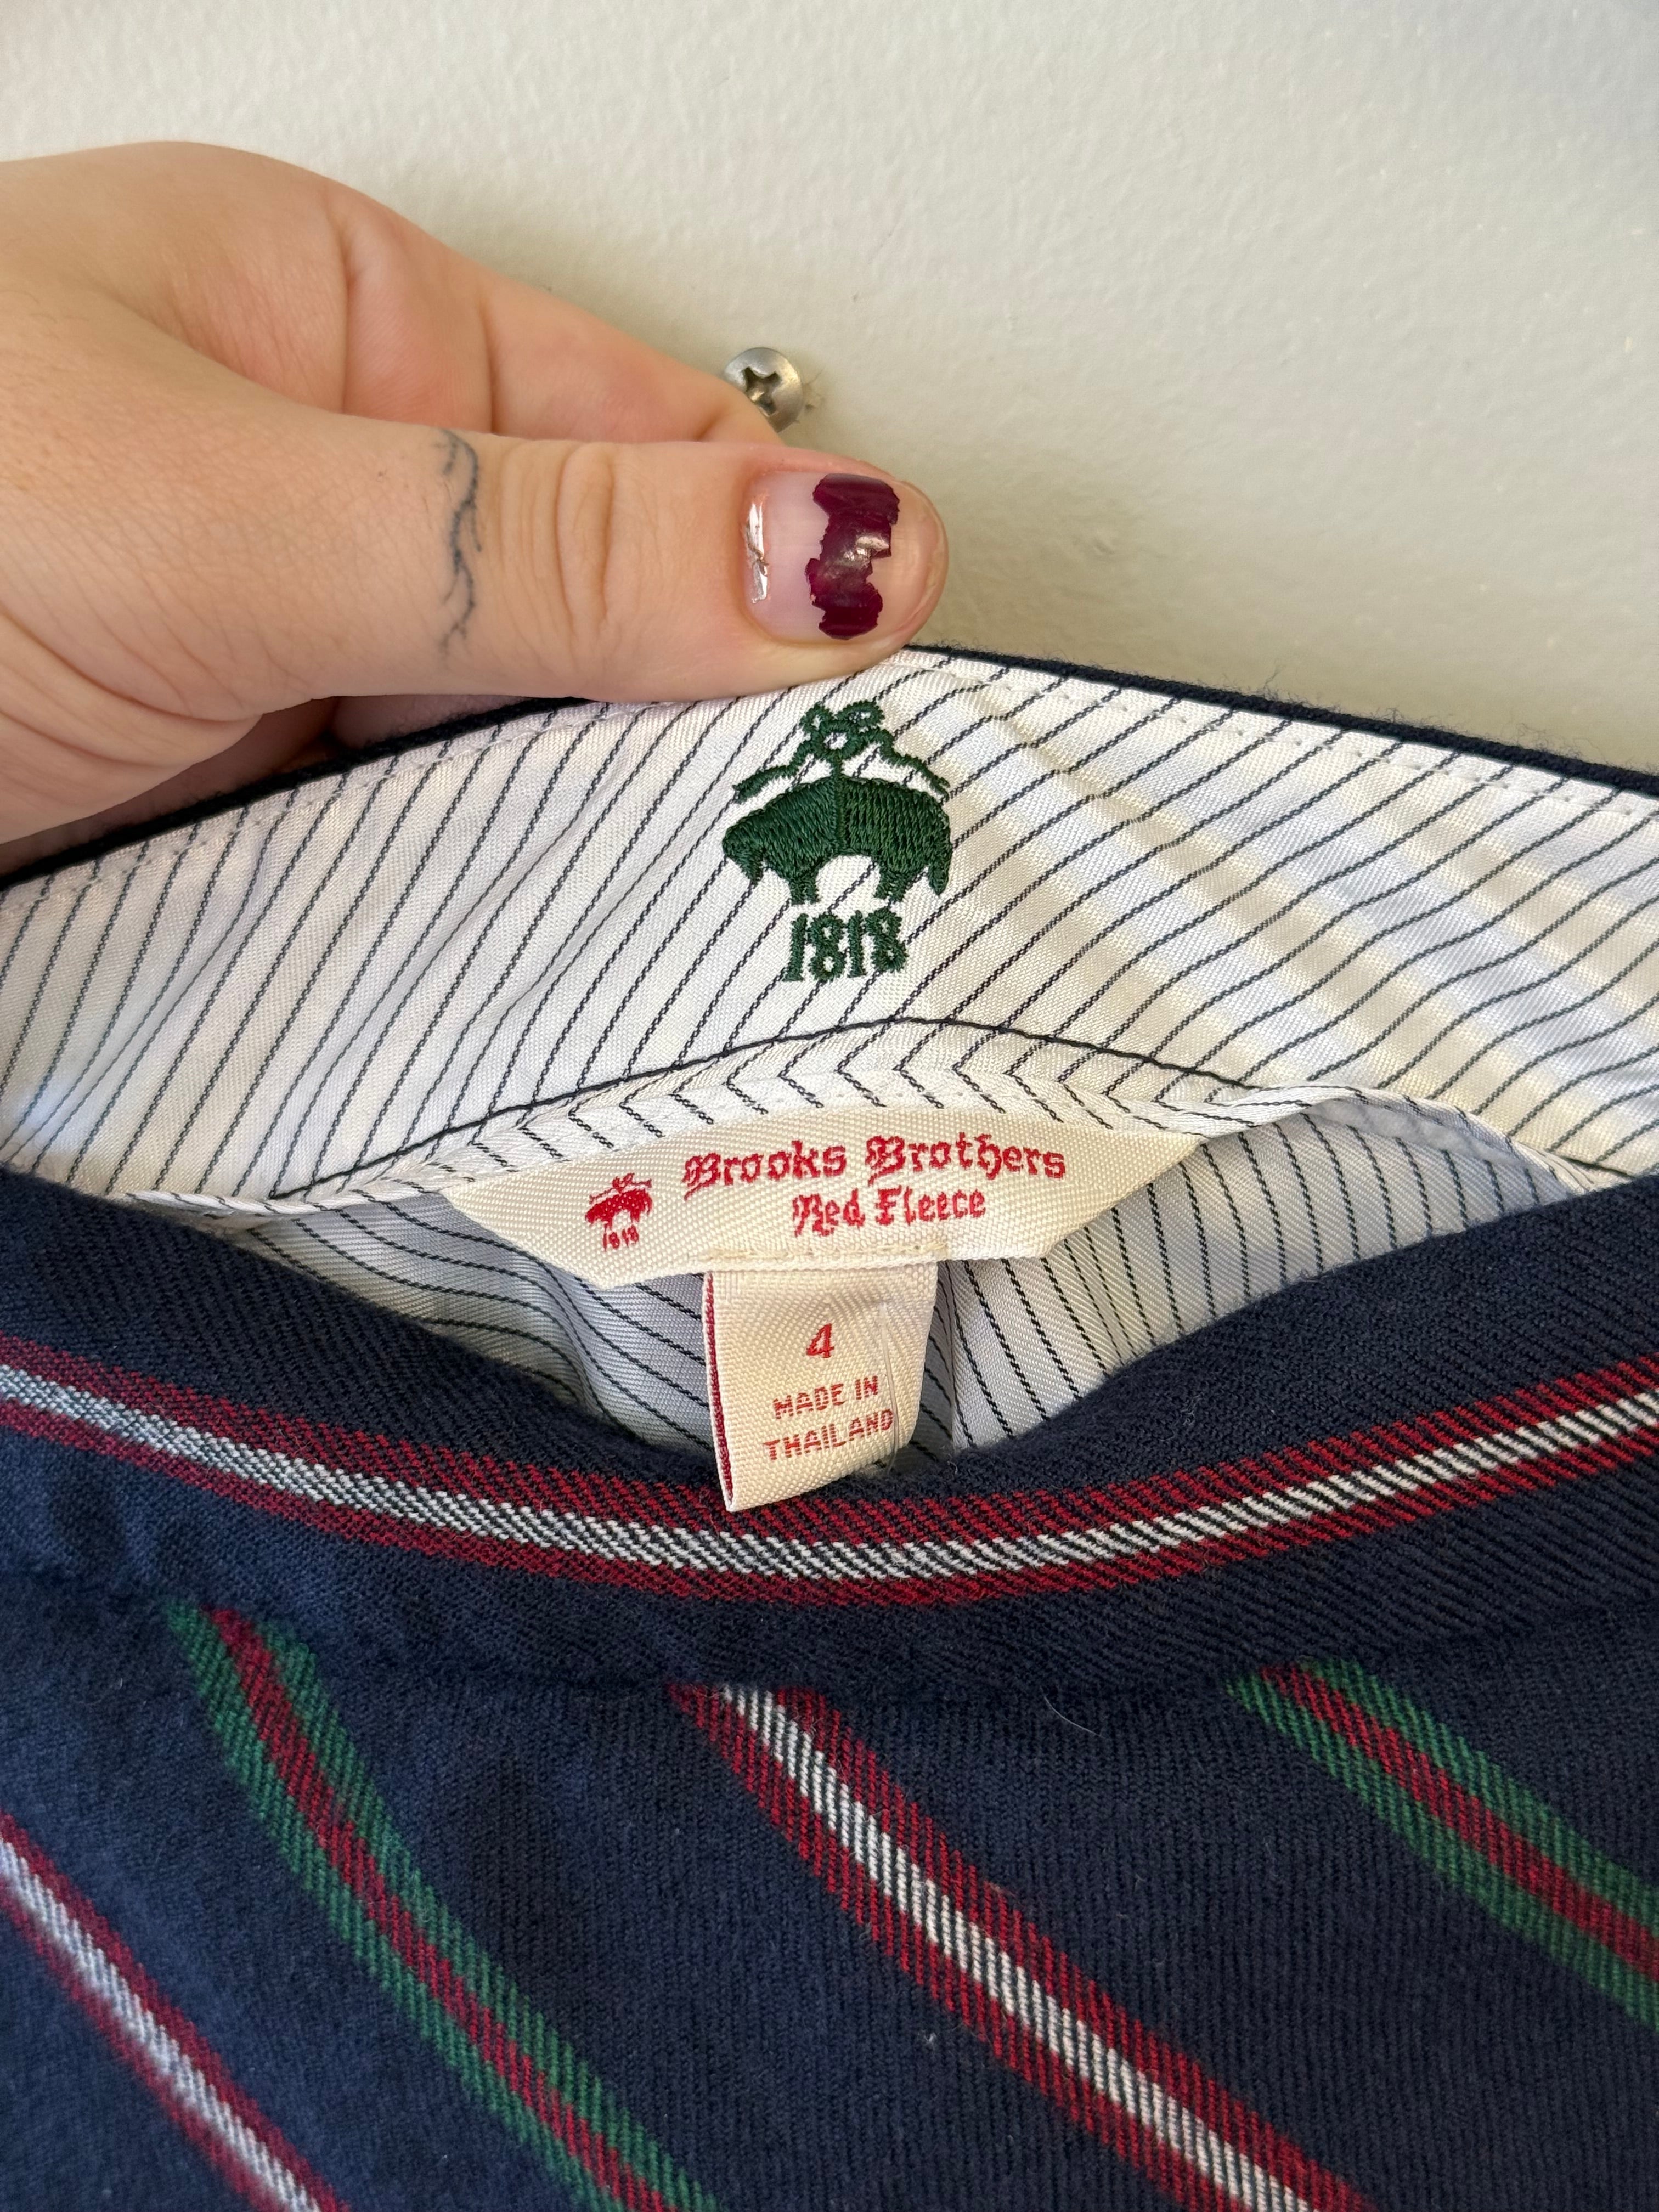 1818
Brooks Brothers
Red Fleece
1818
4
MADE IN
THAILAND